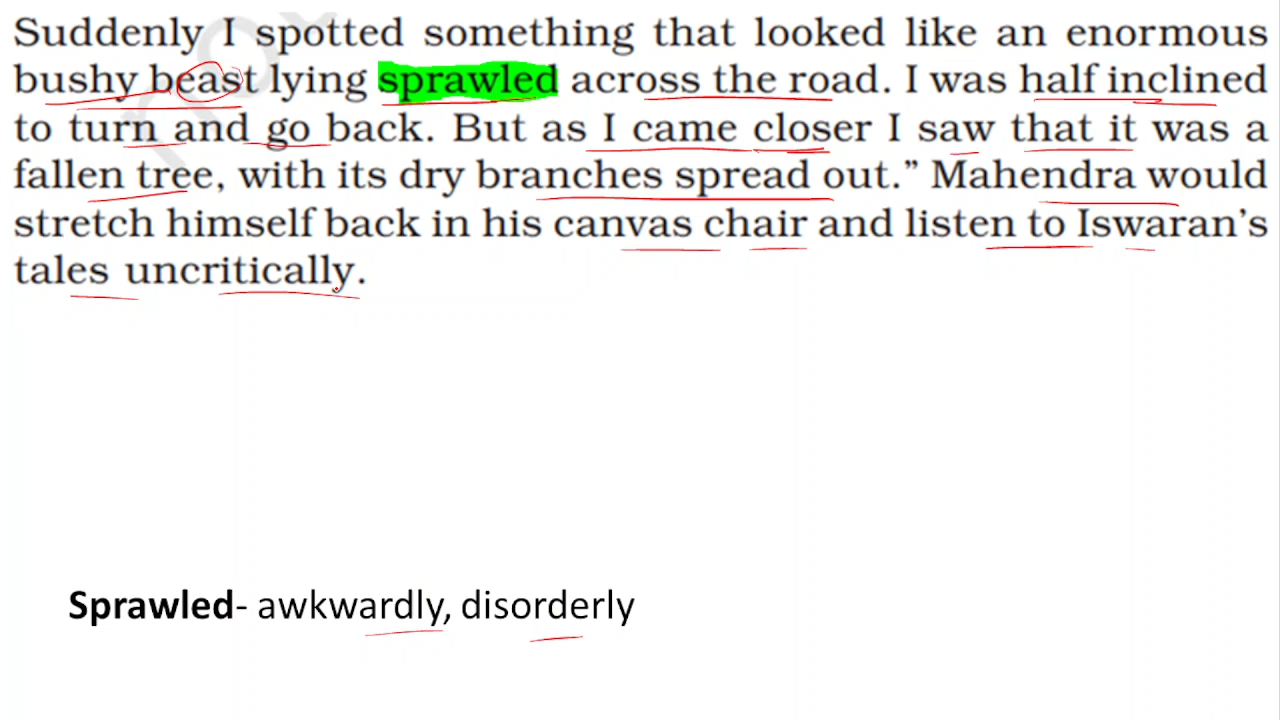 Suddenly I spotted something that looked like an enormous
bushy beast lying sprawled across the road. I was half inclined
to turn and go back. But as I came closer I saw that it was a
fallen tree, with its dry branches spread out.” Mahendra would
stretch himself back in his canvas chair and listen to Iswaran’s
tales uncritically.
Sprawled- awkwardly, disorderly